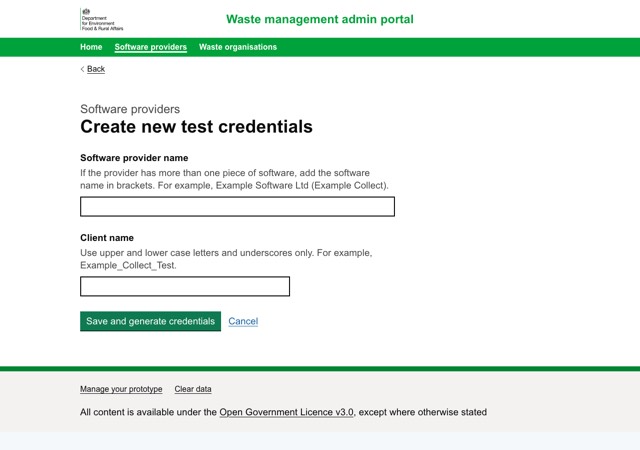 Department
for Environment
Food & Rural Affairs
Waste management admin portal
Home Software providers Waste organisations
Back
Software providers
Create new test credentials
Software provider name
If the provider has more than one piece of software, add the software
name in brackets. For example, Example Software Ltd (Example Collect).
Client name
Use upper and lower case letters and underscores only. For example,
Example_Collect_Test.
Save and generate credentials Cancel
Manage your prototype Clear data
All content is available under the Open Government Licence v3.0, except where otherwise stated